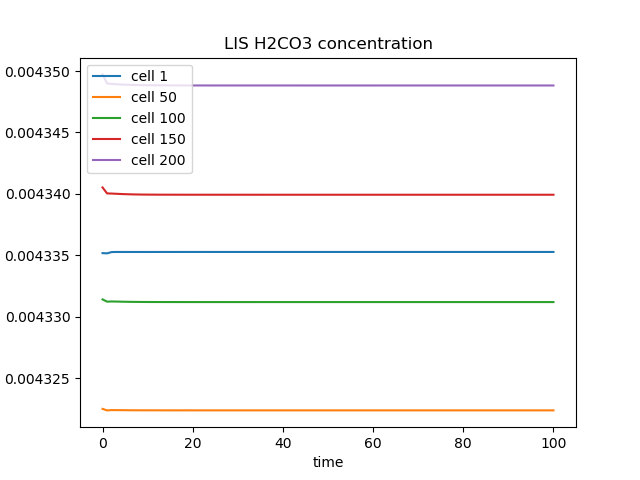 LIS H2CO3 concentration
0.004350
0.004345
0.004340
0.004335
0.004330
0.004325
cell 1
cell 50
cell 100
cell 150
cell 200
0 20 40 60 80 100
time